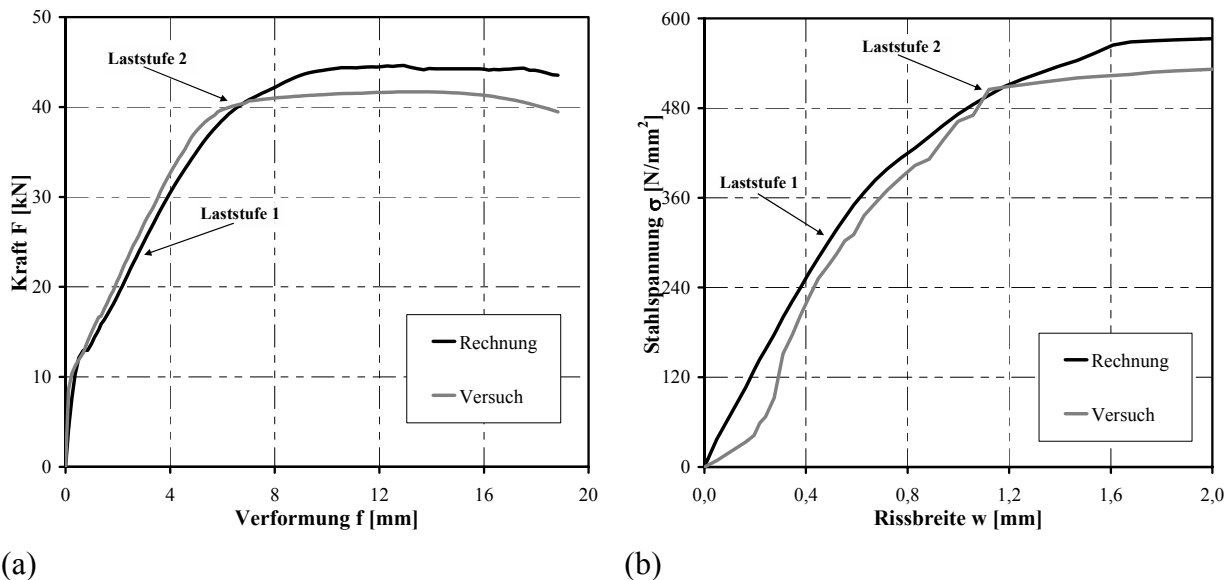 50
40
30
20
10
0
Kraft F [kN]
Laststufe 2
Laststufe 1
Rechnung
Versuch
0
4
8
12
16
20
Verformung f [mm]
(a)
600
480
360
240
120
0
Stahlspannung σ [N/mm²]
Laststufe 2
Laststufe 1
Rechnung
Versuch
0,0
0,4
0,8
1,2
1,6
2,0
Rissbreite w [mm]
(b)